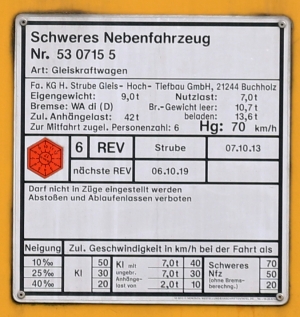 Schweres Nebenfahrzeug
Nr. 53 0715 5
Art: Gleiskraftwagen
Fa. KG H. Strube Gleis- Hoch- Tiefbau GmbH, 21244 Buchholz
Eigengewicht: 9,0t Nutzlast: 7,0t
Bremse: WA di (D) Br.-Gewicht leer: 10,7t
Zul. Anhängelast: 42t beladen: 13,6t
Zur Mitfahrt zugel. Personenzahl: 6 Hg: 70 km/h
6 REV Strube 07.10.13
nächste REV 06.10.19
Darf nicht in Züge eingestellt werden
Abstoßen und Ablaufenlassen verboten
Neigung Zul. Geschwindigkeit in km/h bei der Fahrt als
10‰ Kl 50 Kl mit 7,0t 40 Schweres 70
25‰ 30 ungebr. 7,0t 30 Nfz 50
40‰ 20 Anhängelast von 2,0t 10 (ohne Bremsberechnung.) 20